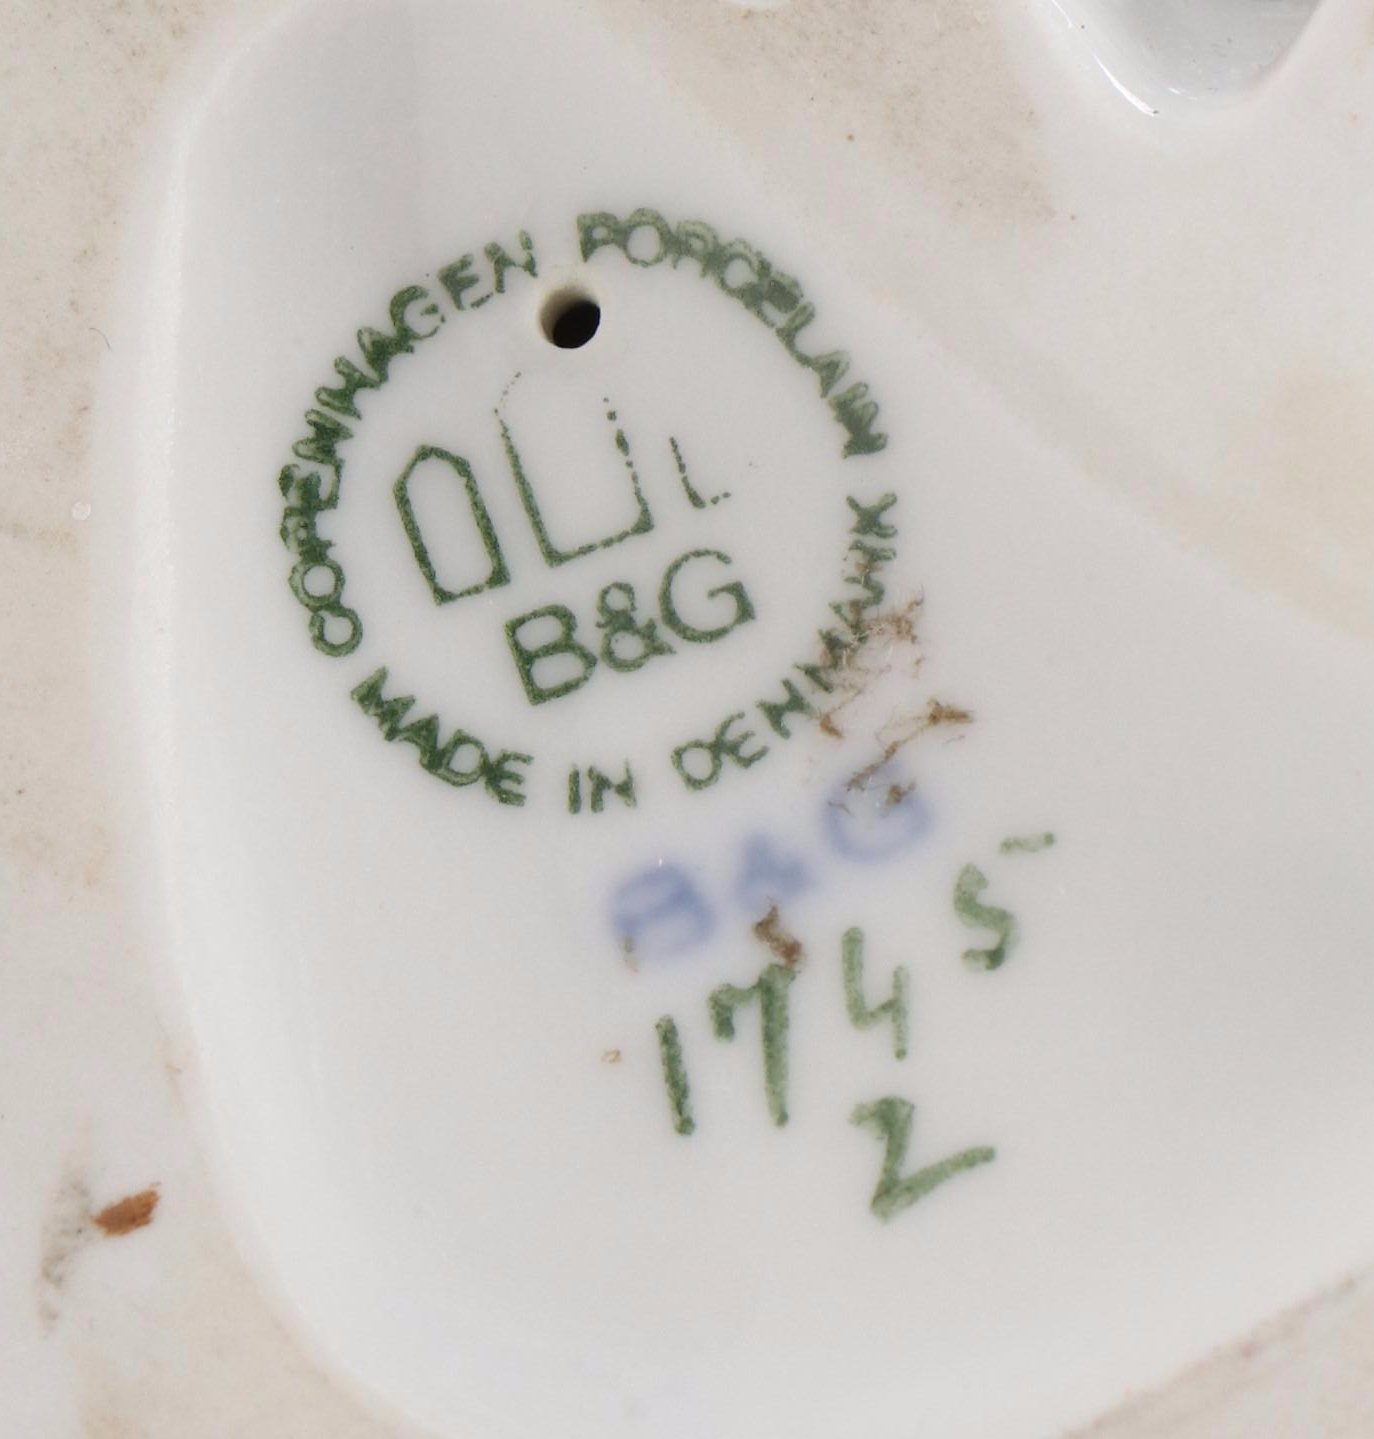 COPENHAGEN PORCELAIN
B&G
MADE IN DENMARK
B&G
1745
2